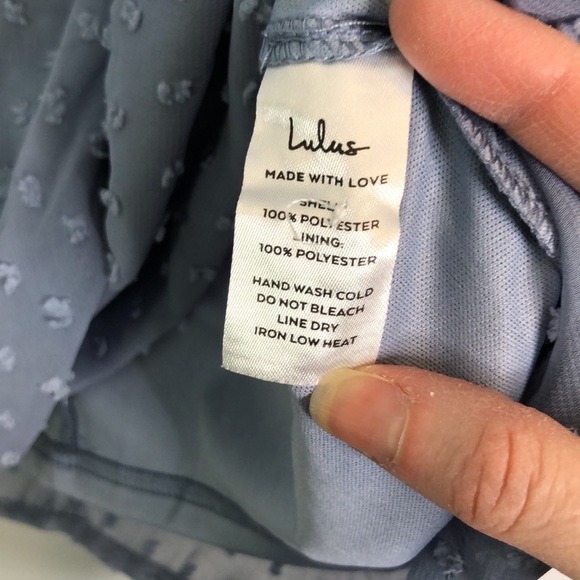 Lulus
MADE WITH LOVE
SHELL:
100% POLYESTER
LINING:
100% POLYESTER
HAND WASH COLD
DO NOT BLEACH
LINE DRY
IRON LOW HEAT